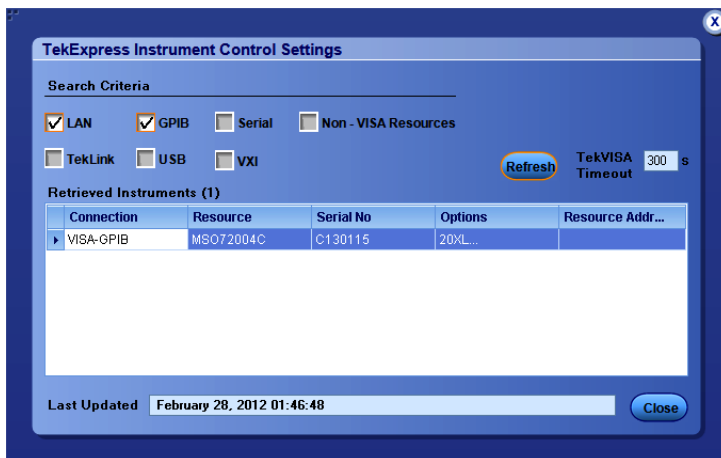 X
TekExpress Instrument Control Settings
Search Criteria
LAN GPIB Serial Non - VISA Resources
TekLink USB VXI
Refresh TekVISA Timeout 300 s
Retrieved Instruments (1)
Connection Resource Serial No Options Resource Addr...
VISA-GPIB MSO72004C C130115 20XL...
Last Updated February 28, 2012 01:46:48 Close